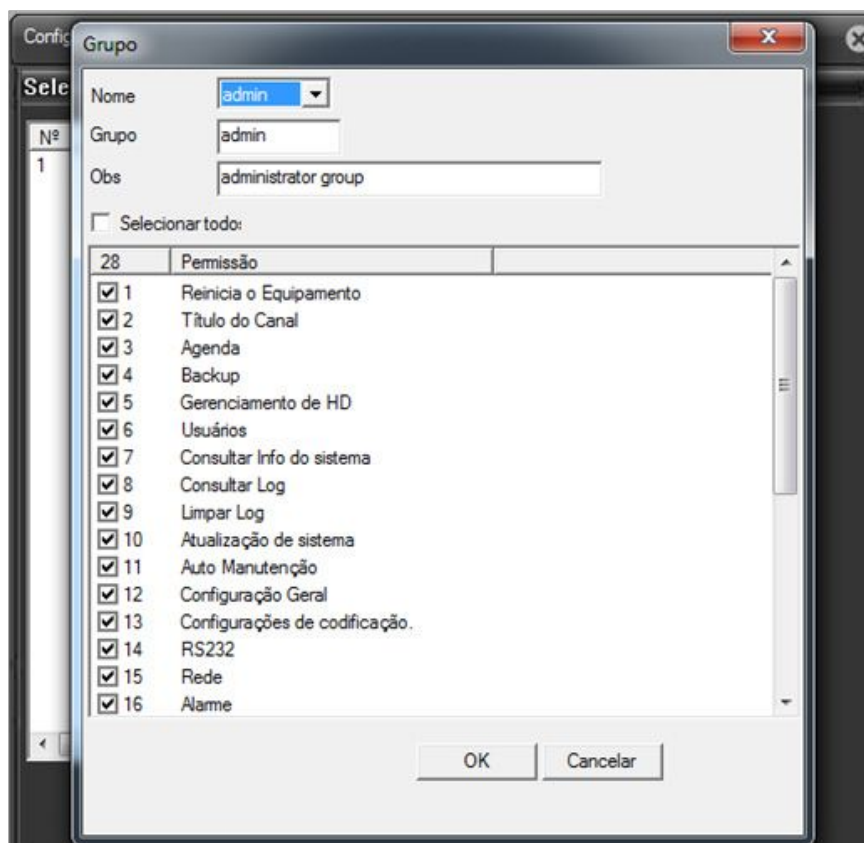 Config
Grupo
Sele
Nome admin
Nº
Grupo admin
1
Obs administrator group
Selecionar todo:
28 Permissão
1 Reinicia o Equipamento
2 Título do Canal
3 Agenda
4 Backup
5 Gerenciamento de HD
6 Usuários
7 Consultar Info do sistema
8 Consultar Log
9 Limpar Log
10 Atualização de sistema
11 Auto Manutenção
12 Configuração Geral
13 Configurações de codificação.
14 RS232
15 Rede
16 Alarme
OK Cancelar